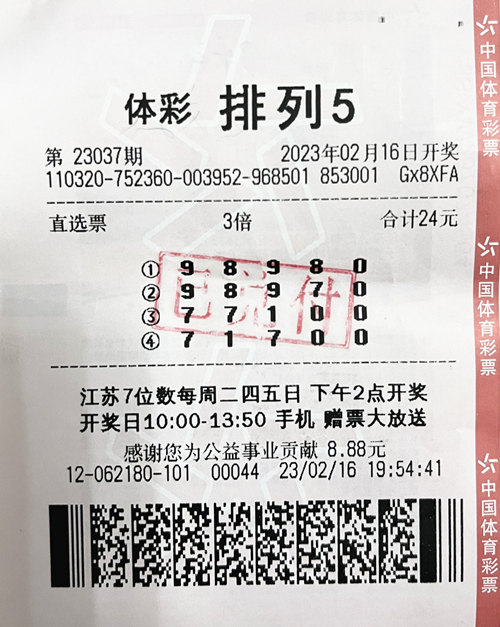 体彩 排列5
第 23037期 2023年02月16日开奖
110320-752360-003952-968501 853001 Gx8XFA
直选票 3倍 合计24元
① 9 8 9 8 0
② 9 8 9 7 0
③ 7 7 1 0 0
④ 7 1 7 0 0
已兑付
江苏7位数每周二四五日 下午2点开奖
开奖日10:00-13:50 手机 赠票大放送
感谢您为公益事业贡献 8.88元
12-062180-101 00044 23/02/16 19:54:41
中国体育彩票
中国体育彩票
中国体育彩票